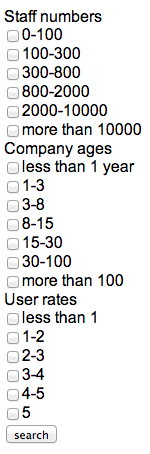 Staff numbers
0-100
100-300
300-800
800-2000
2000-10000
more than 10000
Company ages
less than 1 year
1-3
3-8
8-15
15-30
30-100
more than 100
User rates
less than 1
1-2
2-3
3-4
4-5
5
search